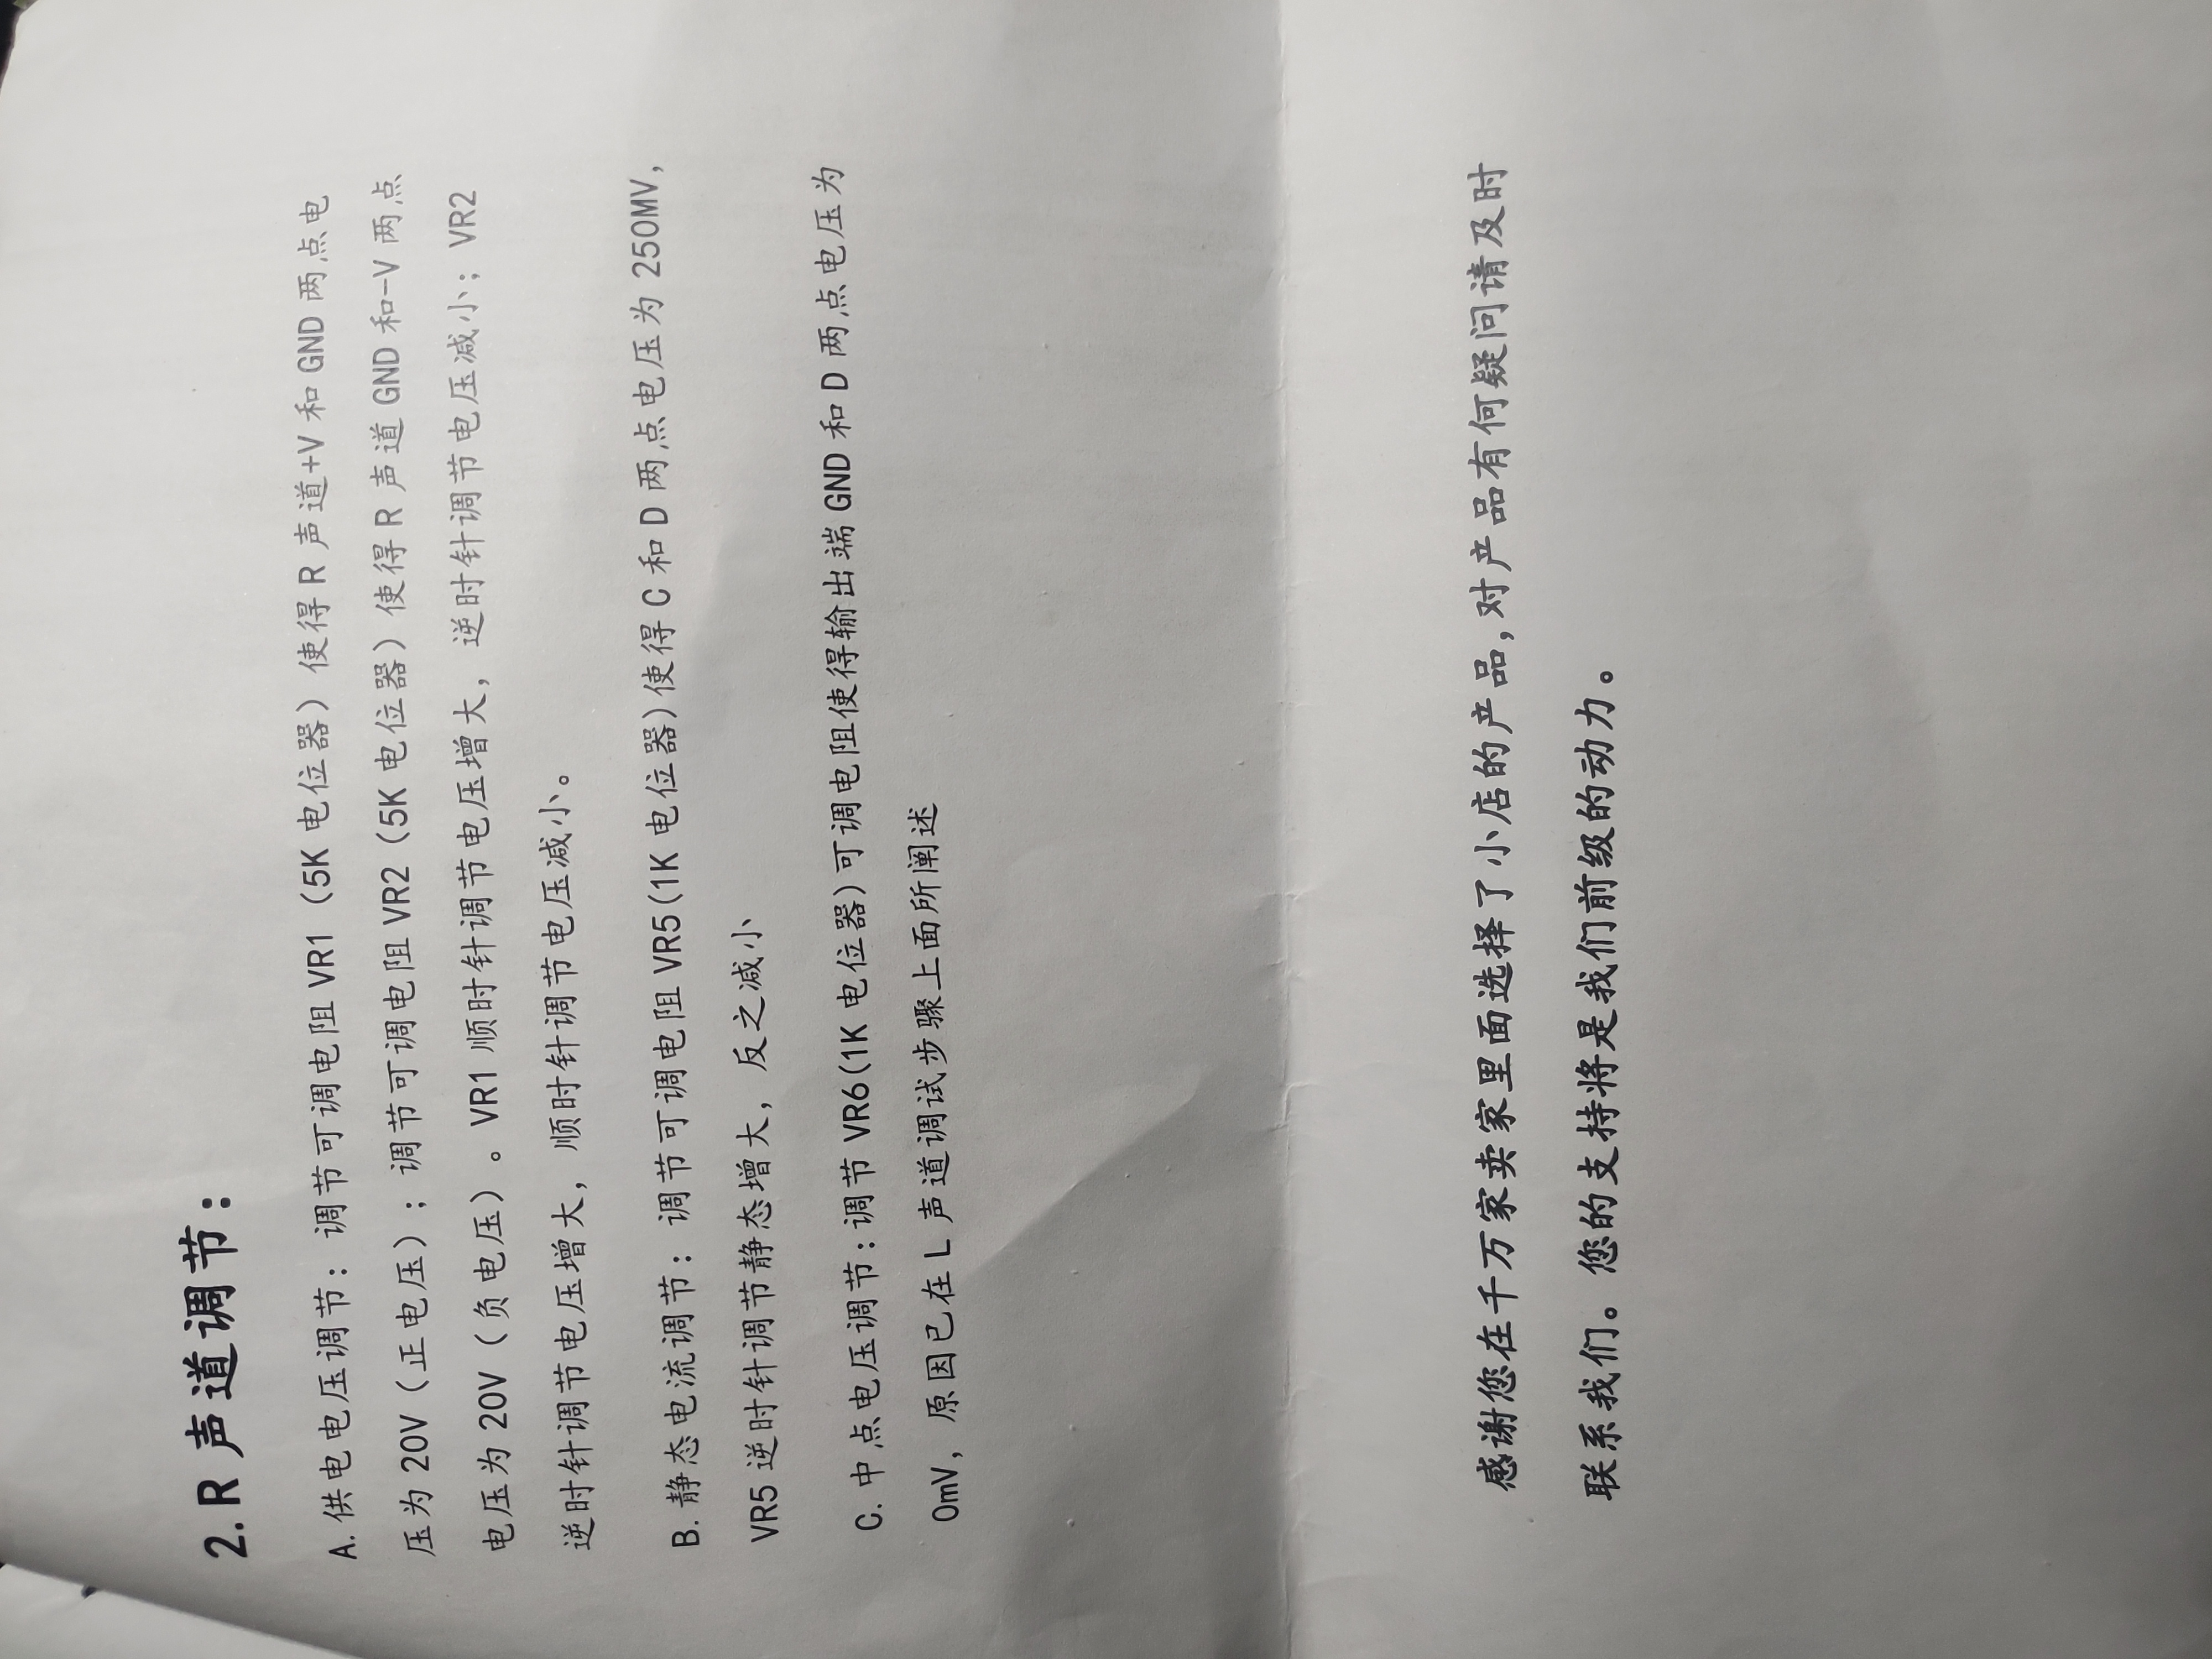 2.R 声道调节：
A.供电电压调节：调节可调电阻 VR1（5K 电位器）使得 R 声道+V 和 GND 两点电
压为 20V（正电压）；调节可调电阻 VR2（5K 电位器）使得 R 声道 GND 和-V 两点
电压为 20V（负电压）。VR1 顺时针调节电压增大，逆时针调节电压减小；VR2
逆时针调节电压增大，顺时针调节电压减小。
B.静态电流调节：调节可调电阻 VR5(1K 电位器)使得 C 和 D 两点电压为 250MV，
VR5 逆时针调节静态增大，反之减小
C.中点电压调节：调节 VR6(1K 电位器)可调电阻使得输出端 GND 和 D 两点电压为
0mV，原因已在 L 声道调试步骤上面所阐述
感谢您在千万家卖家里面选择了小店的产品,对产品有何疑问请及时
联系我们。您的支持将是我们前级的动力。